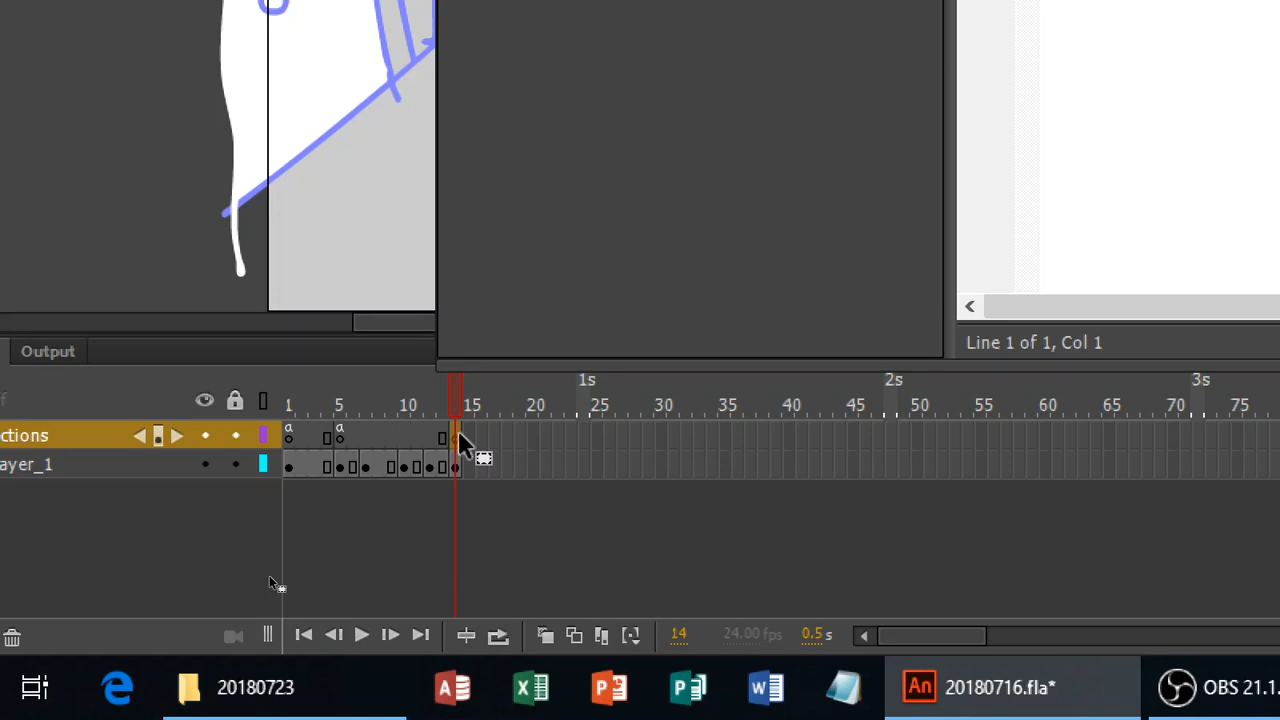 Line 1 of 1, Col 1
Output
1s 2s 3s
1 5 10 15 20 25 30 35 40 45 50 55 60 65 70 75
a a
ctions
ayer_1
14 24.00 fps 0.5 s
20180723 20180716.fla* OBS 21.1.